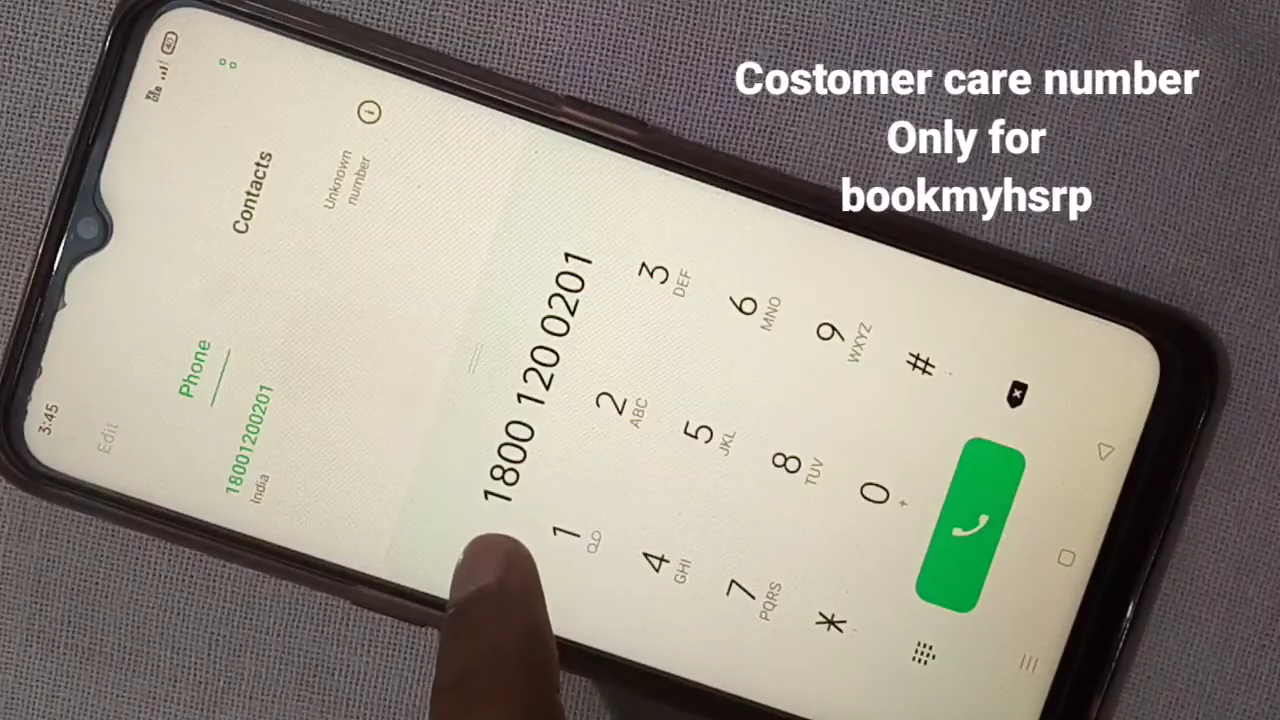 Costomer care number
Only for
bookmyhsrp
3:45
Edit
Phone
Contacts
18001200201
India
Unknown
number
1800 120 0201
1
2
ABC
3
DEF
4
GHI
5
JKL
6
MNO
7
PQRS
8
TUV
9
WXYZ
*
0
+
#